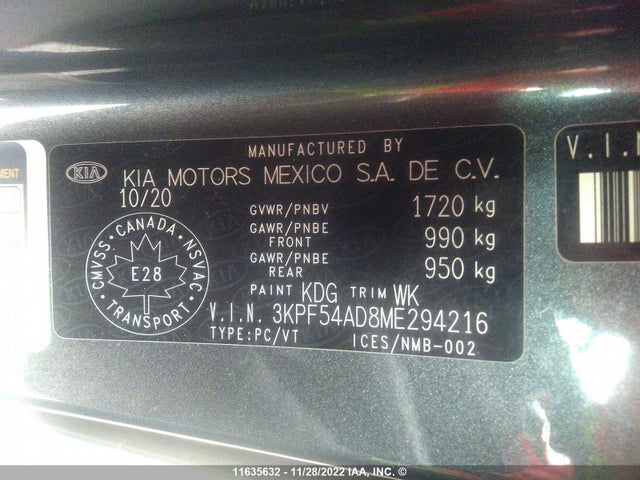 MANUFACTURED BY
KIA KIA MOTORS MEXICO S.A. DE C.V.
10/20
GVWR/PNBV 1720 kg
GAWR/PNBE FRONT 990 kg
GAWR/PNBE REAR 950 kg
PAINT KDG TRIM WK
V.I.N. 3KPF54AD8ME294216
TYPE:PC/VT ICES/NMB-002
CMVSS·CANADA·NSVAC
E28
TRANSPORT
V.I.N
11635632 - 11/28/2022 IAA, INC. ©